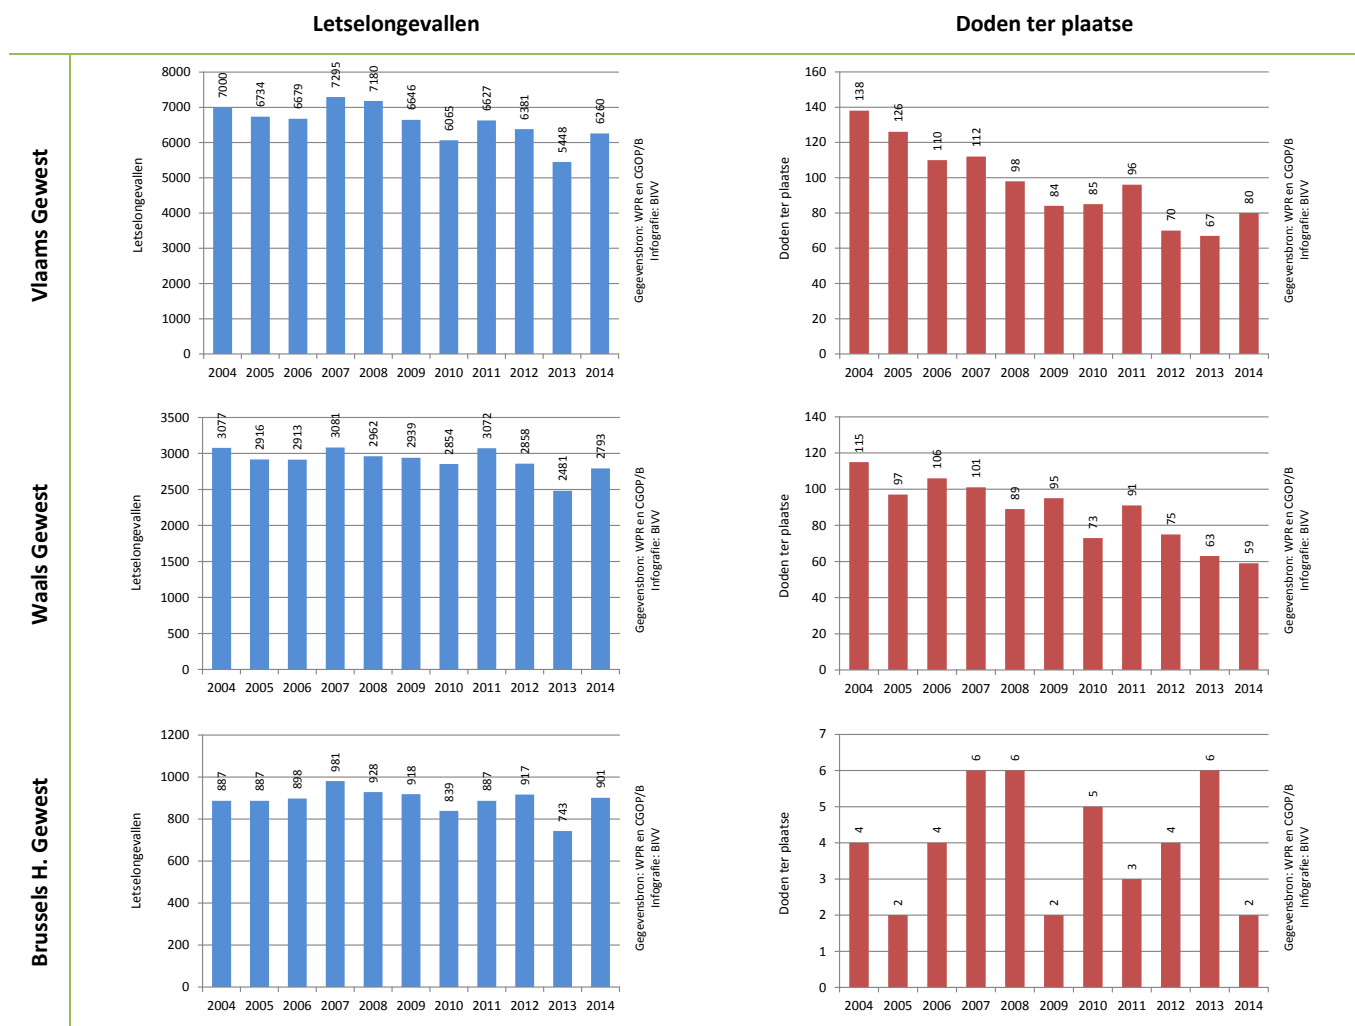 Letselongevallen
Doden ter plaatse
Vlaams Gewest
Letselongevallen
8000
7000
6000
5000
4000
3000
2000
1000
0
7000 6734 6679 7295 7180 6646 6065 6627 6381 5448 6260
2004 2005 2006 2007 2008 2009 2010 2011 2012 2013 2014
Gegevensbron: WPR en CGOP/B
Infografie: BIVV
Doden ter plaatse
160
140
120
100
80
60
40
20
0
138 126 110 112 98 84 85 96 70 67 80
2004 2005 2006 2007 2008 2009 2010 2011 2012 2013 2014
Gegevensbron: WPR en CGOP/B
Infografie: BIVV
Waals Gewest
Letselongevallen
3500
3000
2500
2000
1500
1000
500
0
3077 2916 2913 3081 2962 2939 2854 3072 2858 2481 2793
2004 2005 2006 2007 2008 2009 2010 2011 2012 2013 2014
Gegevensbron: WPR en CGOP/B
Infografie: BIVV
Doden ter plaatse
140
120
100
80
60
40
20
0
115 97 106 101 89 95 73 91 75 63 59
2004 2005 2006 2007 2008 2009 2010 2011 2012 2013 2014
Gegevensbron: WPR en CGOP/B
Infografie: BIVV
Brussels H. Gewest
Letselongevallen
1200
1000
800
600
400
200
0
887 887 898 981 928 918 839 887 917 743 901
2004 2005 2006 2007 2008 2009 2010 2011 2012 2013 2014
Gegevensbron: WPR en CGOP/B
Infografie: BIVV
Doden ter plaatse
7
6
5
4
3
2
1
0
4 2 4 6 6 2 5 3 4 6 2
2004 2005 2006 2007 2008 2009 2010 2011 2012 2013 2014
Gegevensbron: WPR en CGOP/B
Infografie: BIVV